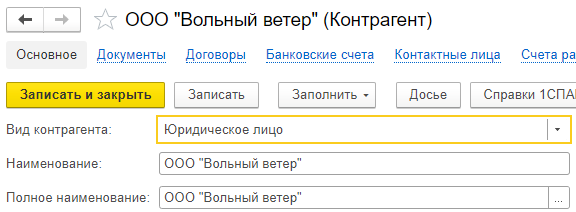 ООО "Вольный ветер" (Контрагент)
Основное Документы Договоры Банковские счета Контактные лица Счета ра
Записать и закрыть Записать Заполнить Досье Справки 1СПА
Вид контрагента: Юридическое лицо
Наименование: ООО "Вольный ветер"
Полное наименование: ООО "Вольный ветер" ...